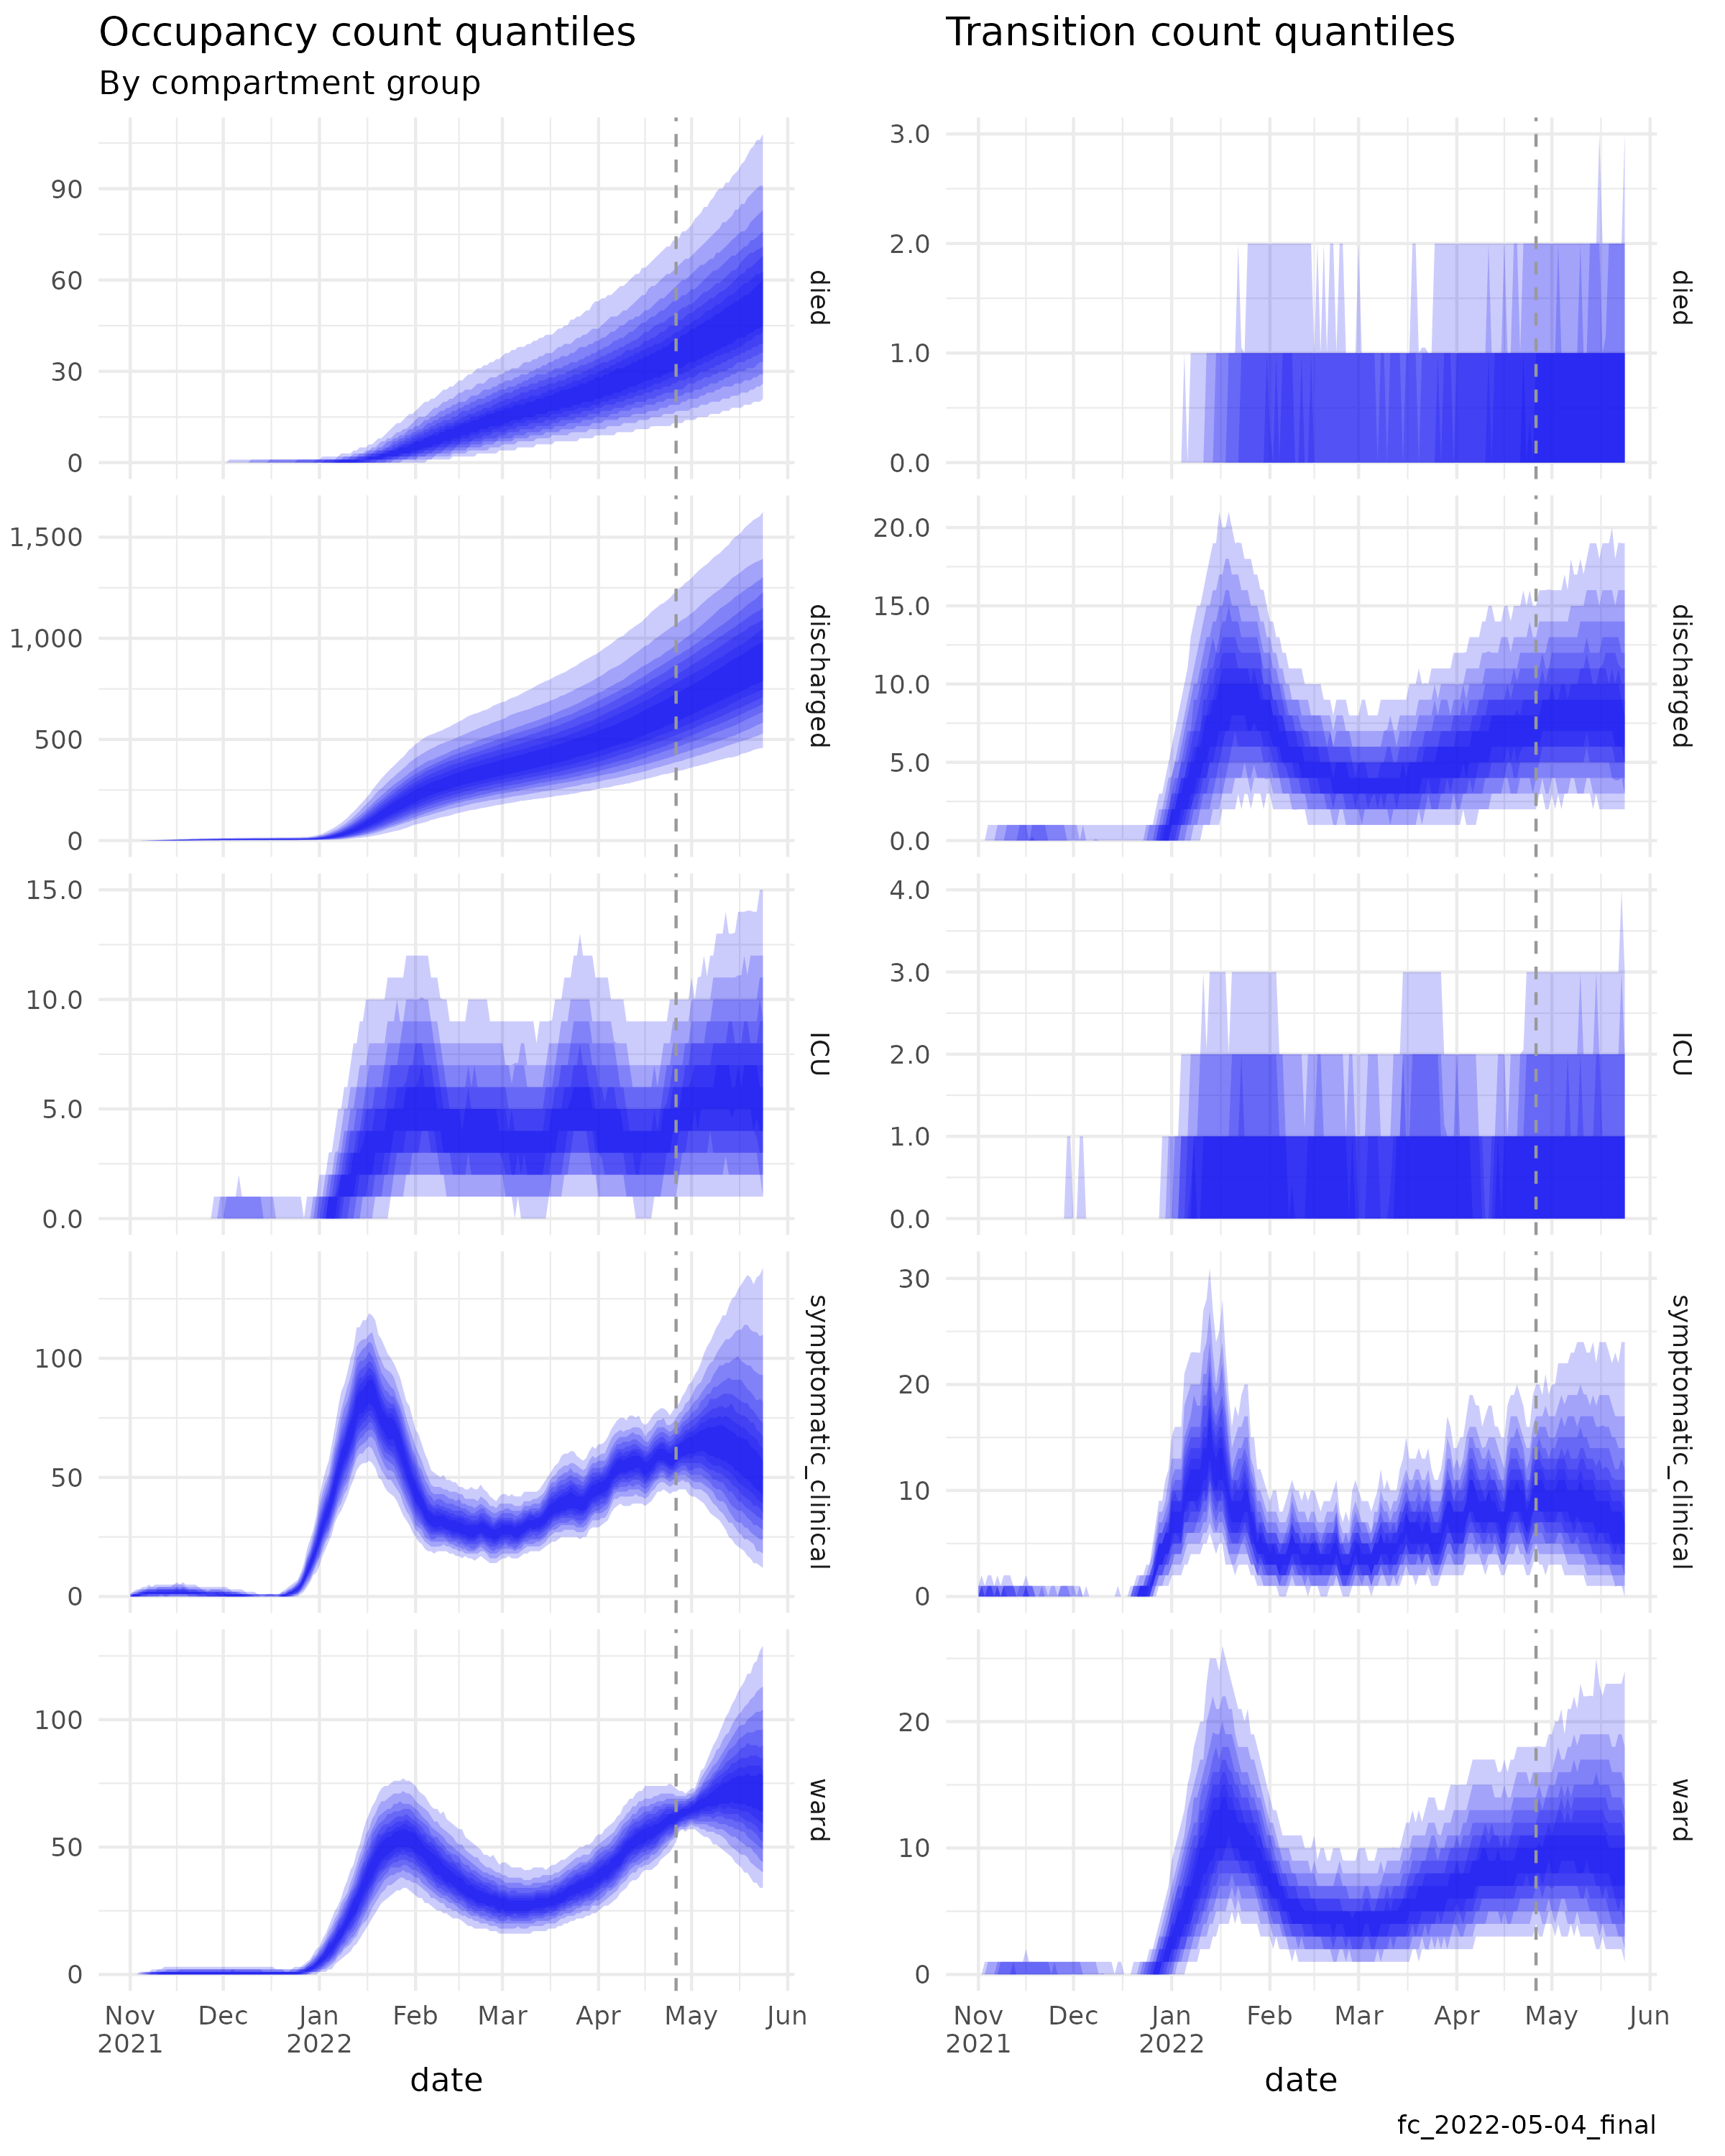 Occupancy count quantiles
By compartment group
90
60
30
0
died
1,500
1,000
500
0
discharged
15.0
10.0
5.0
0.0
ICU
100
50
0
symptomatic_clinical
100
50
0
ward
Nov Dec Jan Feb Mar Apr May Jun
2021 2022
date
Transition count quantiles
3.0
2.0
1.0
0.0
died
20.0
15.0
10.0
5.0
0.0
discharged
4.0
3.0
2.0
1.0
0.0
ICU
30
20
10
0
symptomatic_clinical
20
10
0
ward
Nov Dec Jan Feb Mar Apr May Jun
2021 2022
date
fc_2022-05-04_final